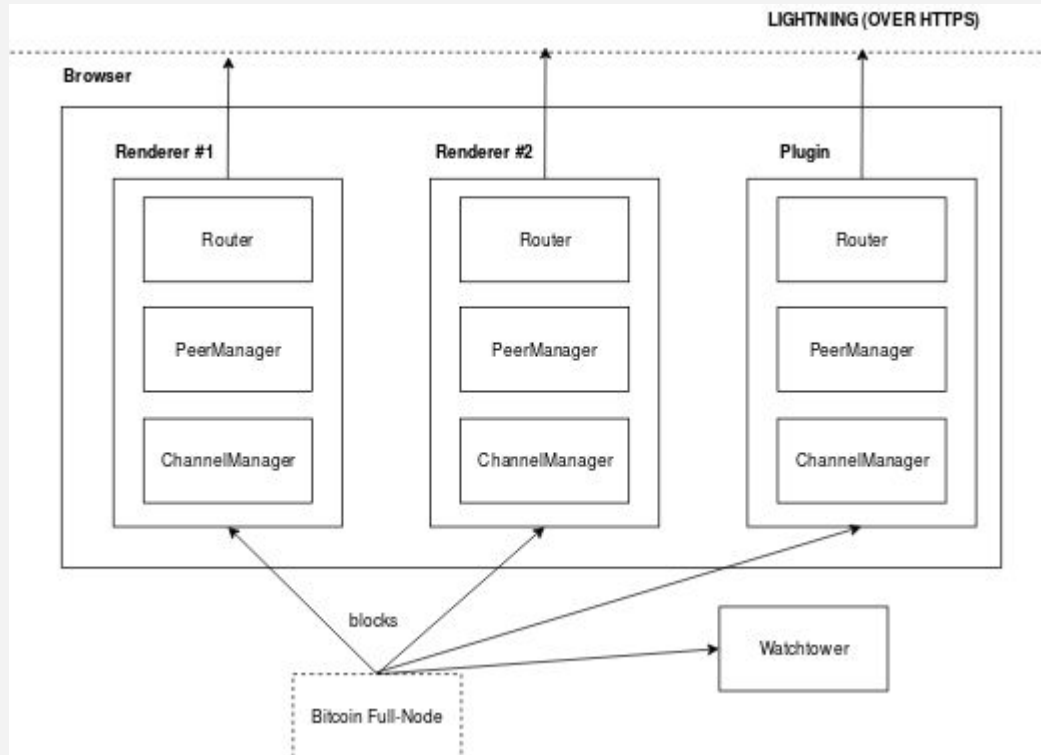 LIGHTNING (OVER HTTPS)
Browser
Renderer #1
Renderer #2
Plugin
Router
Router
Router
PeerManager
PeerManager
PeerManager
ChannelManager
ChannelManager
ChannelManager
blocks
Watchtower
Bitcoin Full-Node